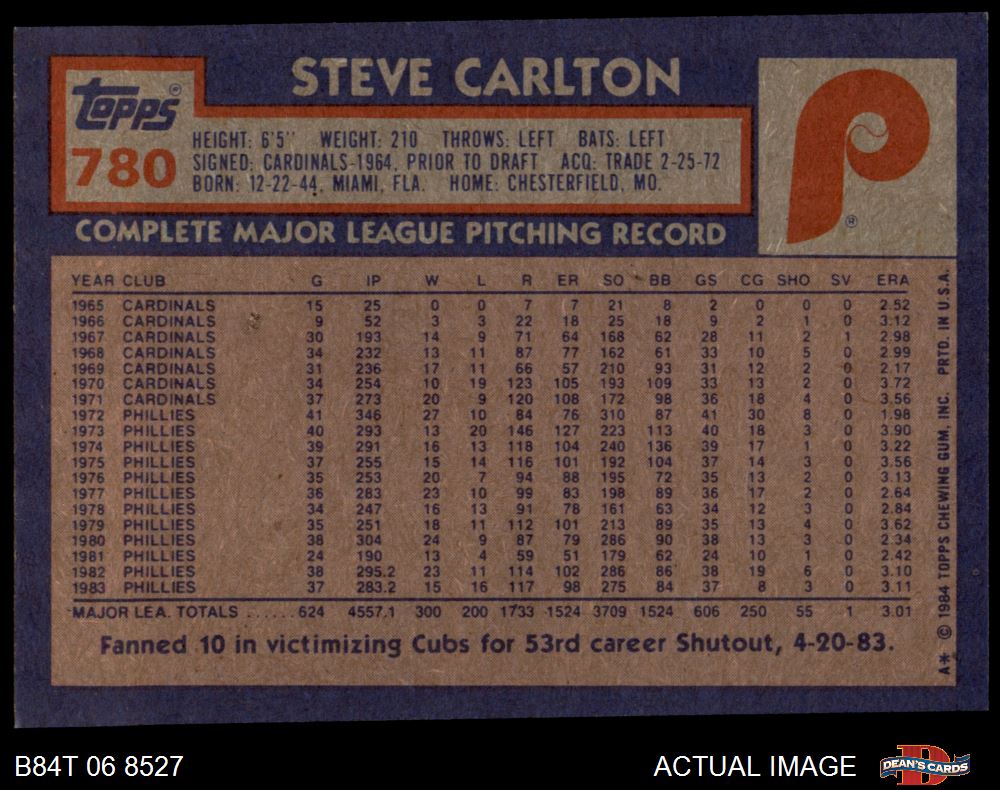 STEVE CARLTON
Topps®
780
HEIGHT: 6'5'' WEIGHT: 210 THROWS: LEFT BATS: LEFT
SIGNED: CARDINALS-1964, PRIOR TO DRAFT ACQ: TRADE 2-25-72
BORN: 12-22-44, MIAMI, FLA. HOME: CHESTERFIELD, MO.
P
®
COMPLETE MAJOR LEAGUE PITCHING RECORD
YEAR CLUB G IP W L R ER SO BB GS CG SHO SV ERA
1965 CARDINALS 15 25 0 0 7 7 21 8 2 0 0 0 2.52
1966 CARDINALS 9 52 3 3 22 18 25 18 9 2 1 0 3.12
1967 CARDINALS 30 193 14 9 71 64 168 62 28 11 2 1 2.98
1968 CARDINALS 34 232 13 11 87 77 162 61 33 10 5 0 2.99
1969 CARDINALS 31 236 17 11 66 57 210 93 31 12 2 0 2.17
1970 CARDINALS 34 254 10 19 123 105 193 109 33 13 2 0 3.72
1971 CARDINALS 37 273 20 9 120 108 172 98 36 18 4 0 3.56
1972 PHILLIES 41 346 27 10 84 76 310 87 41 30 8 0 1.98
1973 PHILLIES 40 293 13 20 146 127 223 113 40 18 3 0 3.90
1974 PHILLIES 39 291 16 13 118 104 240 136 39 17 1 0 3.22
1975 PHILLIES 37 255 15 14 116 101 192 104 37 14 3 0 3.56
1976 PHILLIES 35 253 20 7 94 88 195 72 35 13 2 0 3.13
1977 PHILLIES 36 283 23 10 99 83 198 89 36 17 2 0 2.64
1978 PHILLIES 34 247 16 13 91 78 161 63 34 12 3 0 2.84
1979 PHILLIES 35 251 18 11 112 101 213 89 35 13 4 0 3.62
1980 PHILLIES 38 304 24 9 87 79 286 90 38 13 3 0 2.34
1981 PHILLIES 24 190 13 4 59 51 179 62 24 10 1 0 2.42
1982 PHILLIES 38 295.2 23 11 114 102 286 86 38 19 6 0 3.10
1983 PHILLIES 37 283.2 15 16 117 98 275 84 37 8 3 0 3.11
MAJOR LEA. TOTALS ...... 624 4557.1 300 200 1733 1524 3709 1524 606 250 55 1 3.01
Fanned 10 in victimizing Cubs for 53rd career Shutout, 4-20-83.
A* © 1984 TOPPS CHEWING GUM, INC. PRTD. IN U.S.A.
B84T 06 8527
ACTUAL IMAGE
D
DEAN'S CARDS